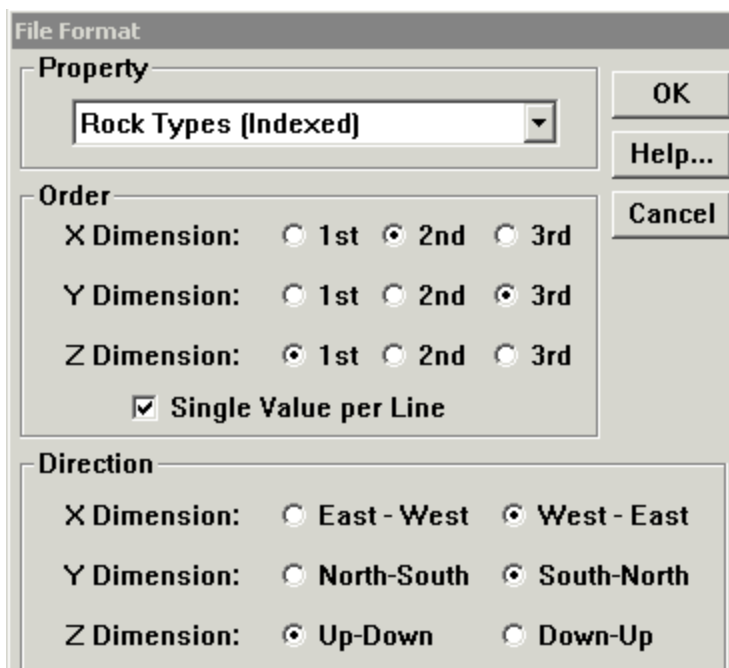 File Format
Property
Rock Types (Indexed)
OK
Help...
Cancel
Order
X Dimension: 1st 2nd 3rd
Y Dimension: 1st 2nd 3rd
Z Dimension: 1st 2nd 3rd
Single Value per Line
Direction
X Dimension: East - West West - East
Y Dimension: North-South South-North
Z Dimension: Up-Down Down-Up